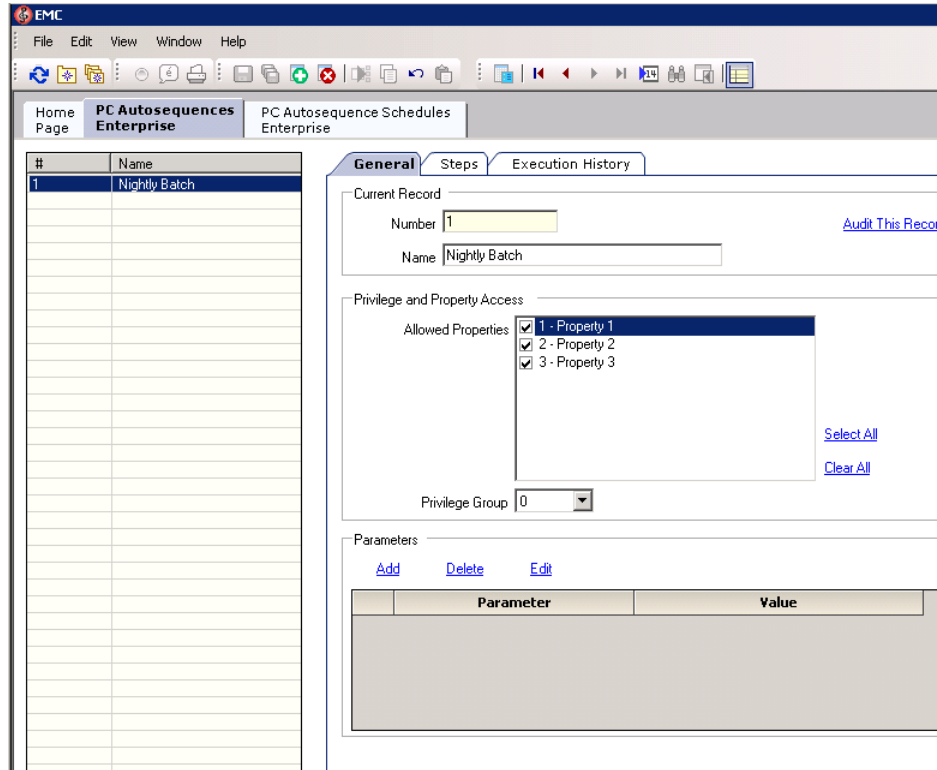 EMC
File Edit View Window Help
14
Home Page
PC Autosequences Enterprise
PC Autosequence Schedules Enterprise
# Name
1 Nightly Batch
General Steps Execution History
Current Record
Number 1
Audit This Recor
Name Nightly Batch
Privilege and Property Access
Allowed Properties
1 - Property 1
2 - Property 2
3 - Property 3
Select All
Clear All
Privilege Group 0
Parameters
Add Delete Edit
Parameter Value